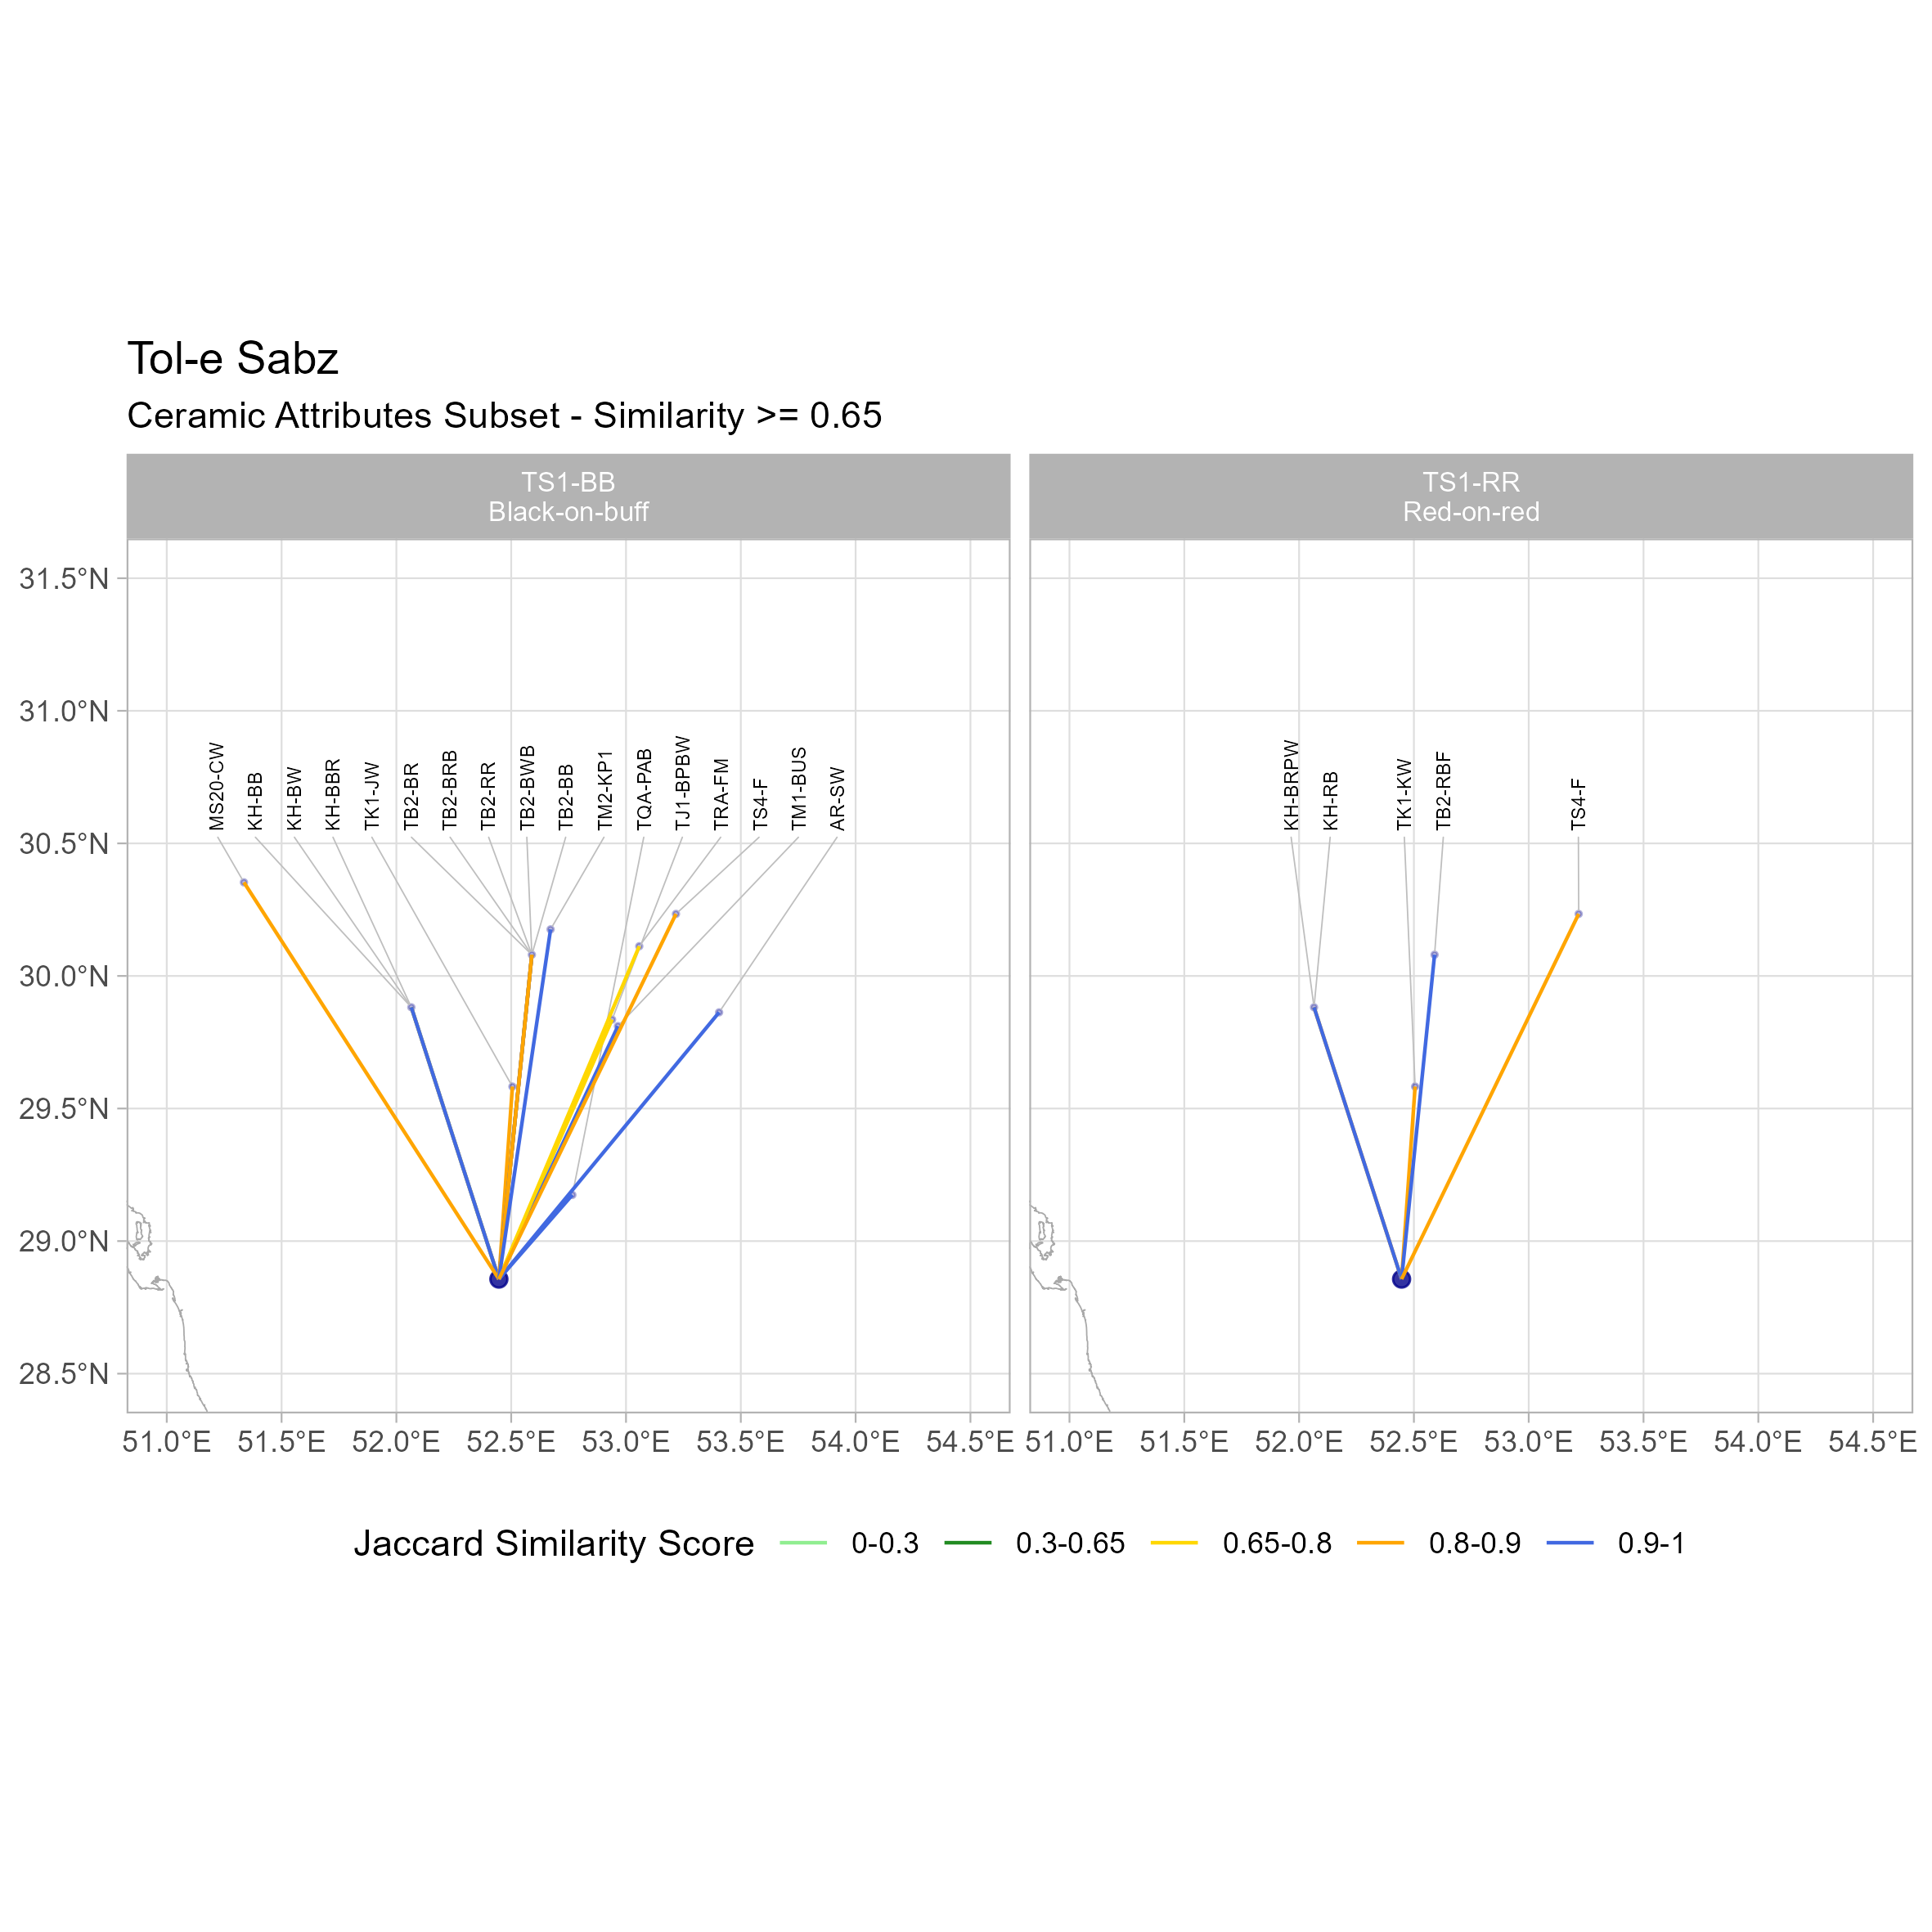 Tol-e Sabz
Ceramic Attributes Subset - Similarity >= 0.65
TS1-BB
Black-on-buff
TS1-RR
Red-on-red
31.5°N
31.0°N
30.5°N
30.0°N
29.5°N
29.0°N
28.5°N
MS20-CW
KH-BB
KH-BW
KH-BBR
TK1-JW
TB2-BR
TB2-BRB
TB2-RR
TB2-BWB
TB2-BB
TM2-KP1
TQA-PAB
TJ1-BPBW
TRA-FM
TS4-F
TM1-BUS
AR-SW
KH-BRPW
KH-RB
TK1-KW
TB2-RBF
TS4-F
51.0°E 51.5°E 52.0°E 52.5°E 53.0°E 53.5°E 54.0°E 54.5°E
51.0°E 51.5°E 52.0°E 52.5°E 53.0°E 53.5°E 54.0°E 54.5°E
Jaccard Similarity Score 0-0.3 0.3-0.65 0.65-0.8 0.8-0.9 0.9-1